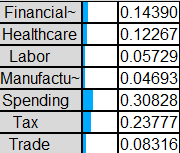 Financial~ 0.14390
Healthcare 0.12267
Labor 0.05729
Manufactu~ 0.04693
Spending 0.30828
Tax 0.23777
Trade 0.08316